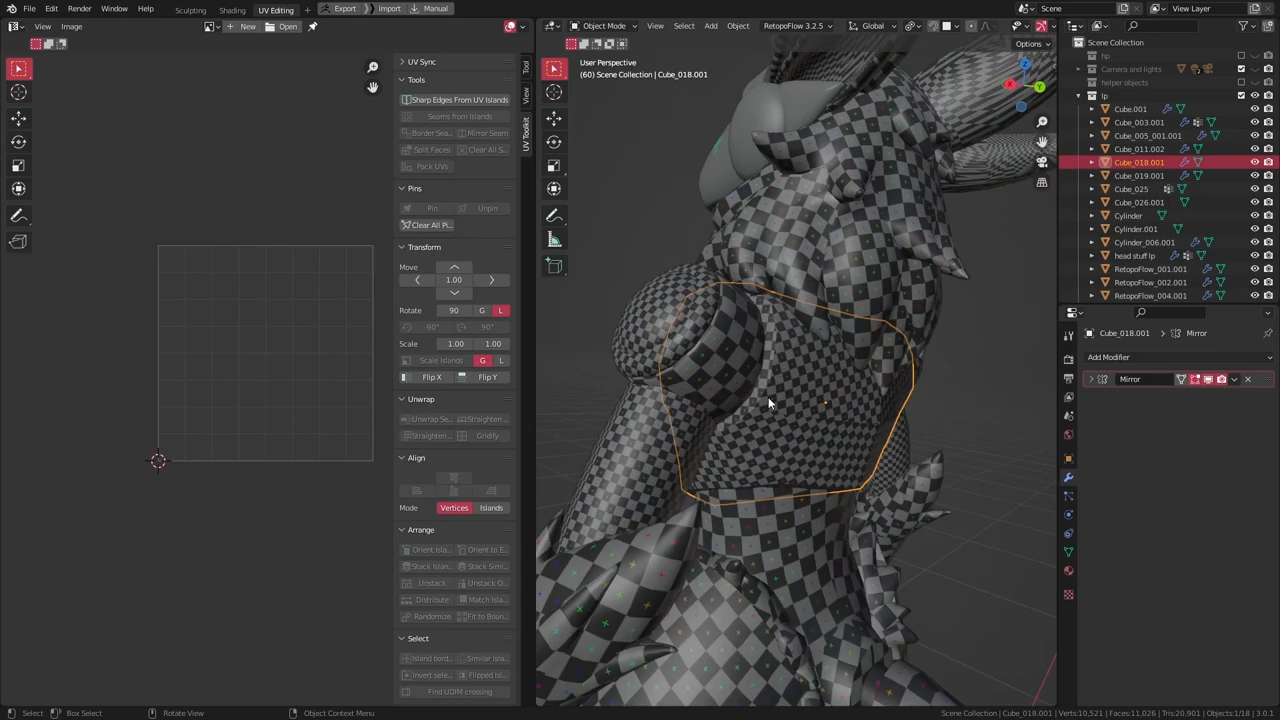 File Edit Render Window Help Sculpting Texturing UV Editing Export Import Manual Scene View Layer
View Image New Open
Object Mode View Select Add Object RetopoFlow 3.2.5 Global
Options
User Perspective
(60) Scene Collection | Cube_018.001
X
Y
Z
UV Sync
Tools
Sharp Edges From UV Islands
Seams from Islands
Border Sea... Mirror Seam
Split Faces Clear All S...
Pack UVs
Pins
Pin Unpin
Clear All Pi...
Transform
Move
1.00
Rotate 90 G L
-90° 90°
Scale 1.00 1.00
Scale Islands G L
Flip X Flip Y
Unwrap
Unwrap Se... Straighten ...
Straighten... Gridify
Align
Mode Vertices Islands
Arrange
Orient Isla... Orient to E...
Stack Islan... Stack Simi...
Unstack Unstack O...
Distribute Match Isla...
Randomize Fit to Boun...
Select
Island bord... Similar Isla...
Invert sele... Flipped Isl...
Find UDIM crossing
Tool
View
UV Toolkit
Scene Collection
hp
Camera and lights
helper objects
lp
Cube.001
Cube_003.001
Cube_005_001.001
Cube_011.002
Cube_018.001
Cube_019.001
Cube_025
Cube_026.001
Cylinder
Cylinder.001
Cylinder_006.001
head stuff lp
RetopoFlow_001.001
RetopoFlow_002.001
RetopoFlow_004.001
Cube_018.001 Mirror
Add Modifier
Mirror
Select Box Select Rotate View Object Context Menu
Scene Collection | Cube_018.001 | Verts:10,521 | Faces:11,026 | Tris:20,901 | Objects:1/18 | 3.0.1